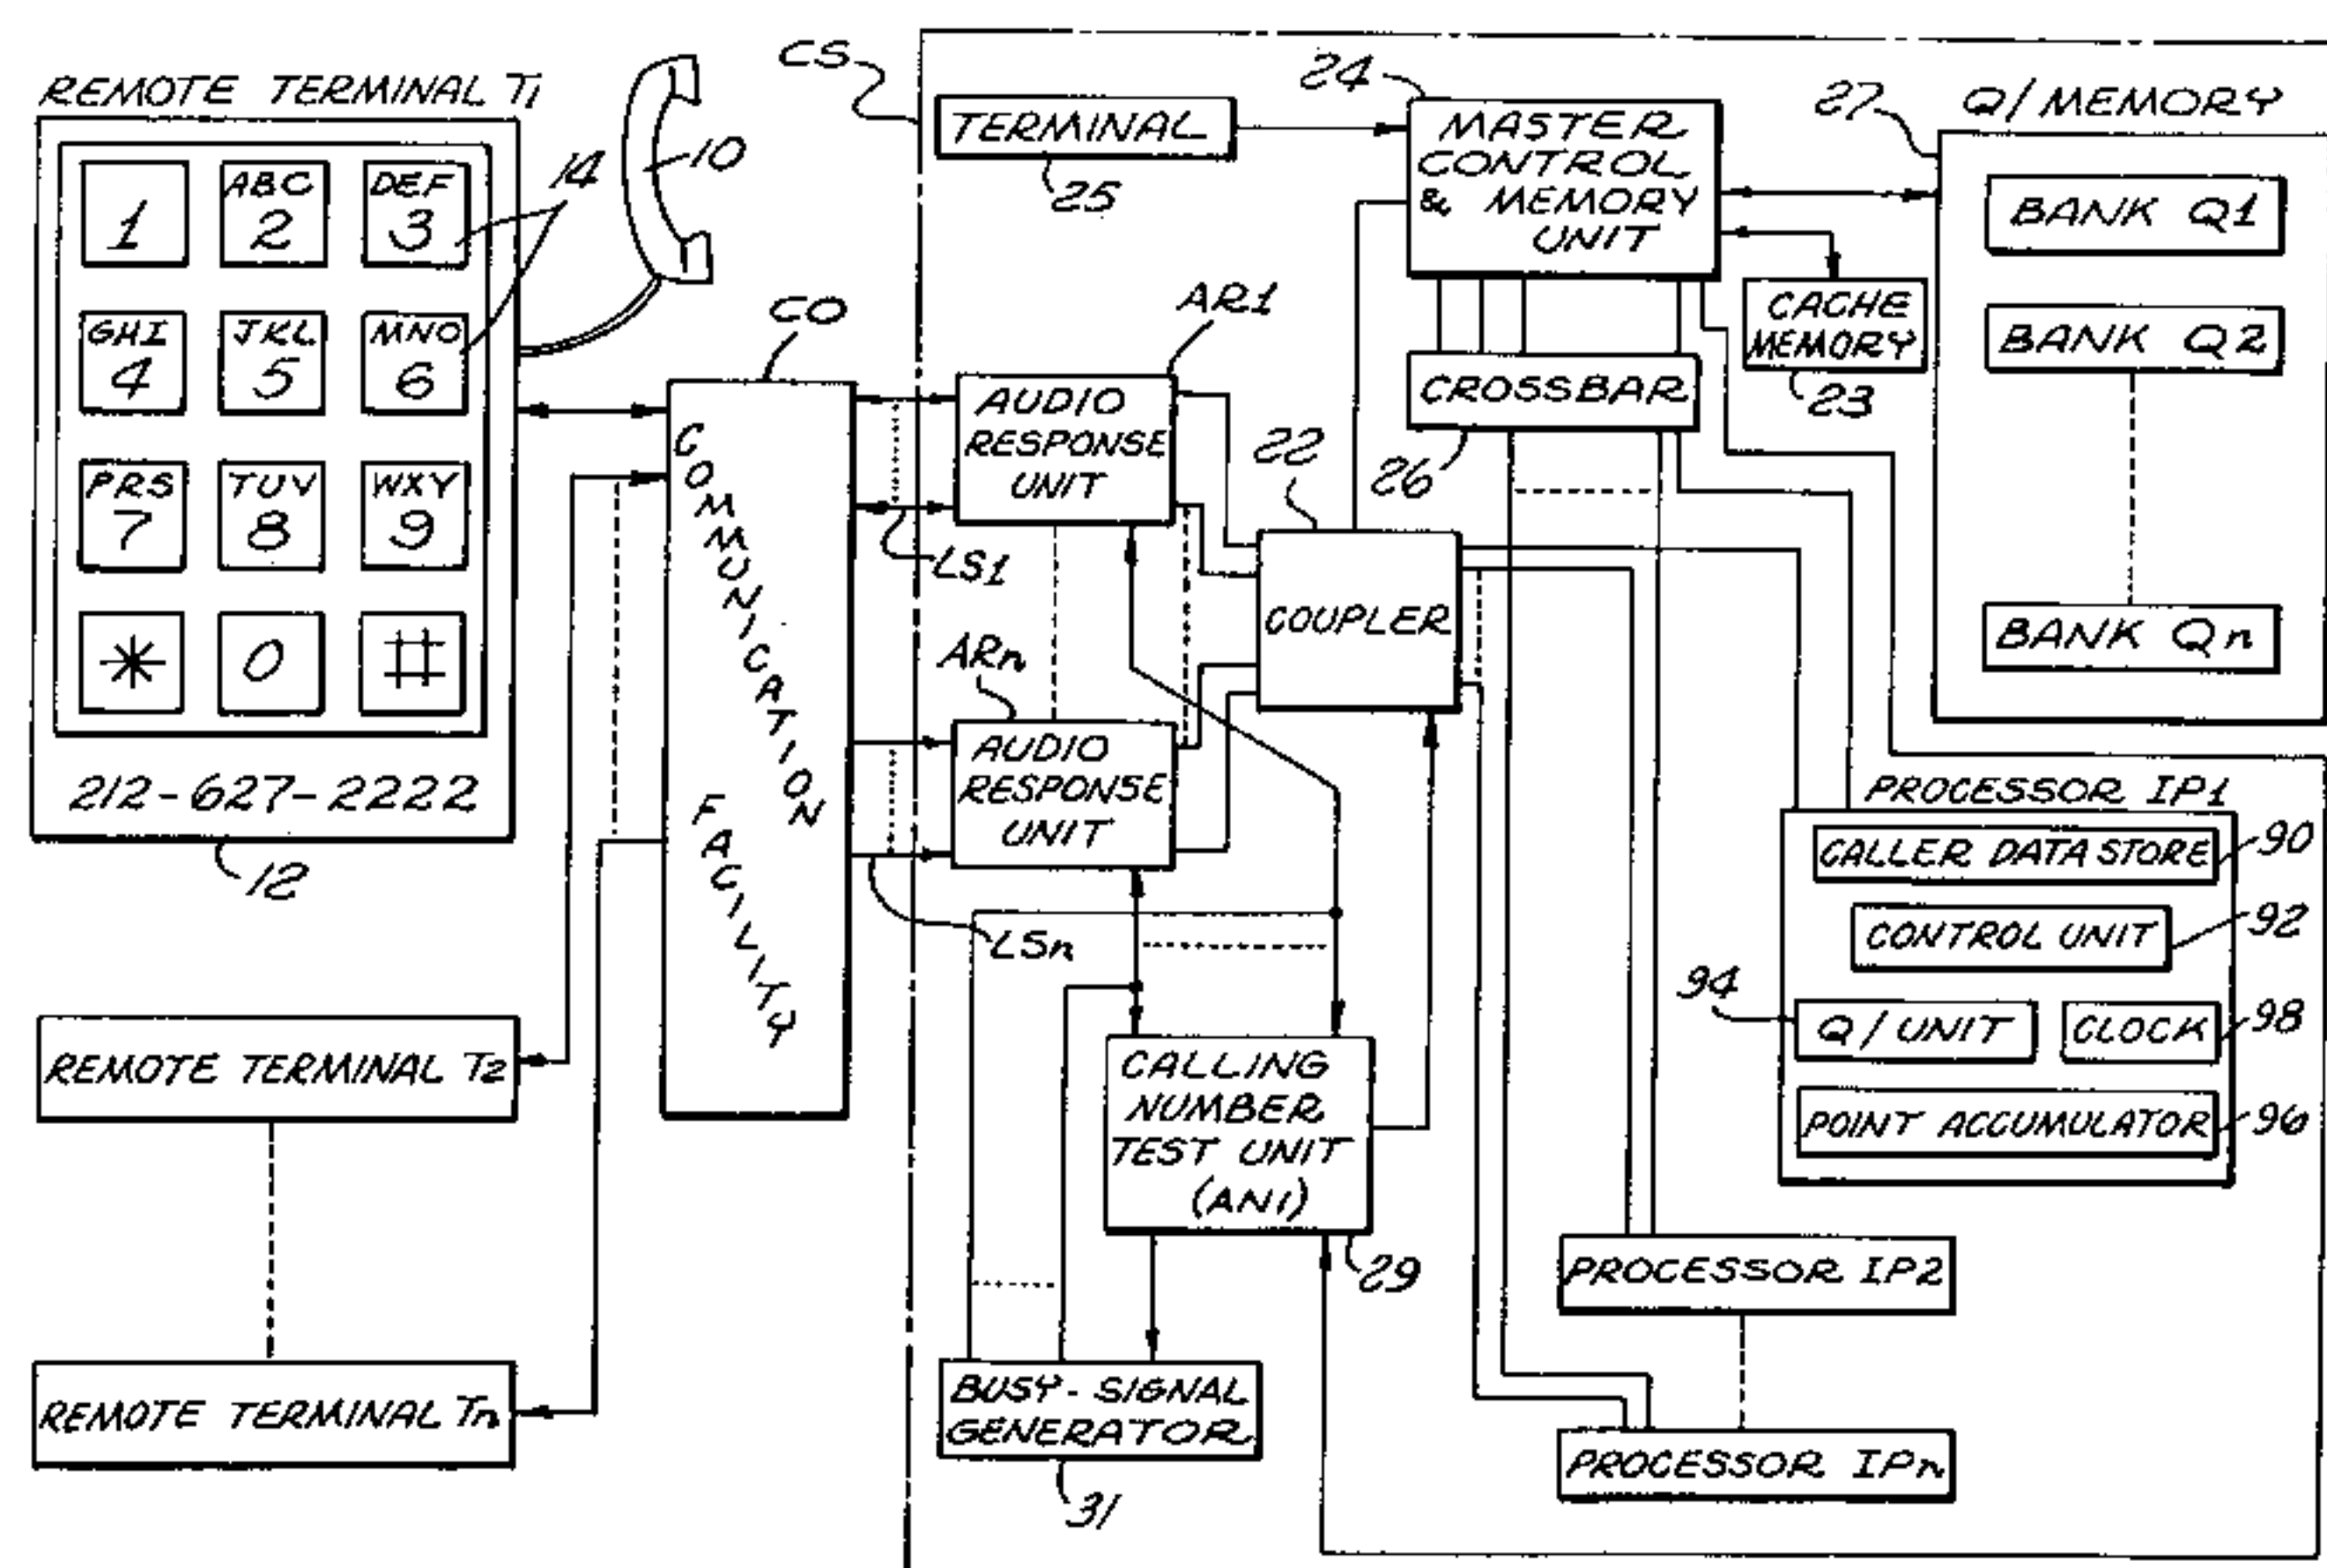 REMOTE TERMINAL T1
10
14
1
ABC
2
DEF
3
GHI
4
JKL
5
MNO
6
PRS
7
TUV
8
WXY
9
*
0
#
212-627-2222
12
REMOTE TERMINAL T2
REMOTE TERMINAL Tn
CO
COMMUNICATION
FACILITY
CS
TERMINAL
25
24
MASTER
CONTROL
& MEMORY
UNIT
27
Q/MEMORY
BANK Q1
BANK Q2
BANK Qn
CACHE
MEMORY
23
CROSSBAR
26
AR1
AUDIO
RESPONSE
UNIT
LS1
22
COUPLER
ARn
AUDIO
RESPONSE
UNIT
LSn
CALLING
NUMBER
TEST UNIT
(ANI)
29
BUSY-SIGNAL
GENERATOR
31
PROCESSOR IP1
CALLER DATA STORE
90
CONTROL UNIT
92
94
Q/UNIT
CLOCK
98
POINT ACCUMULATOR
96
PROCESSOR IP2
PROCESSOR IPn